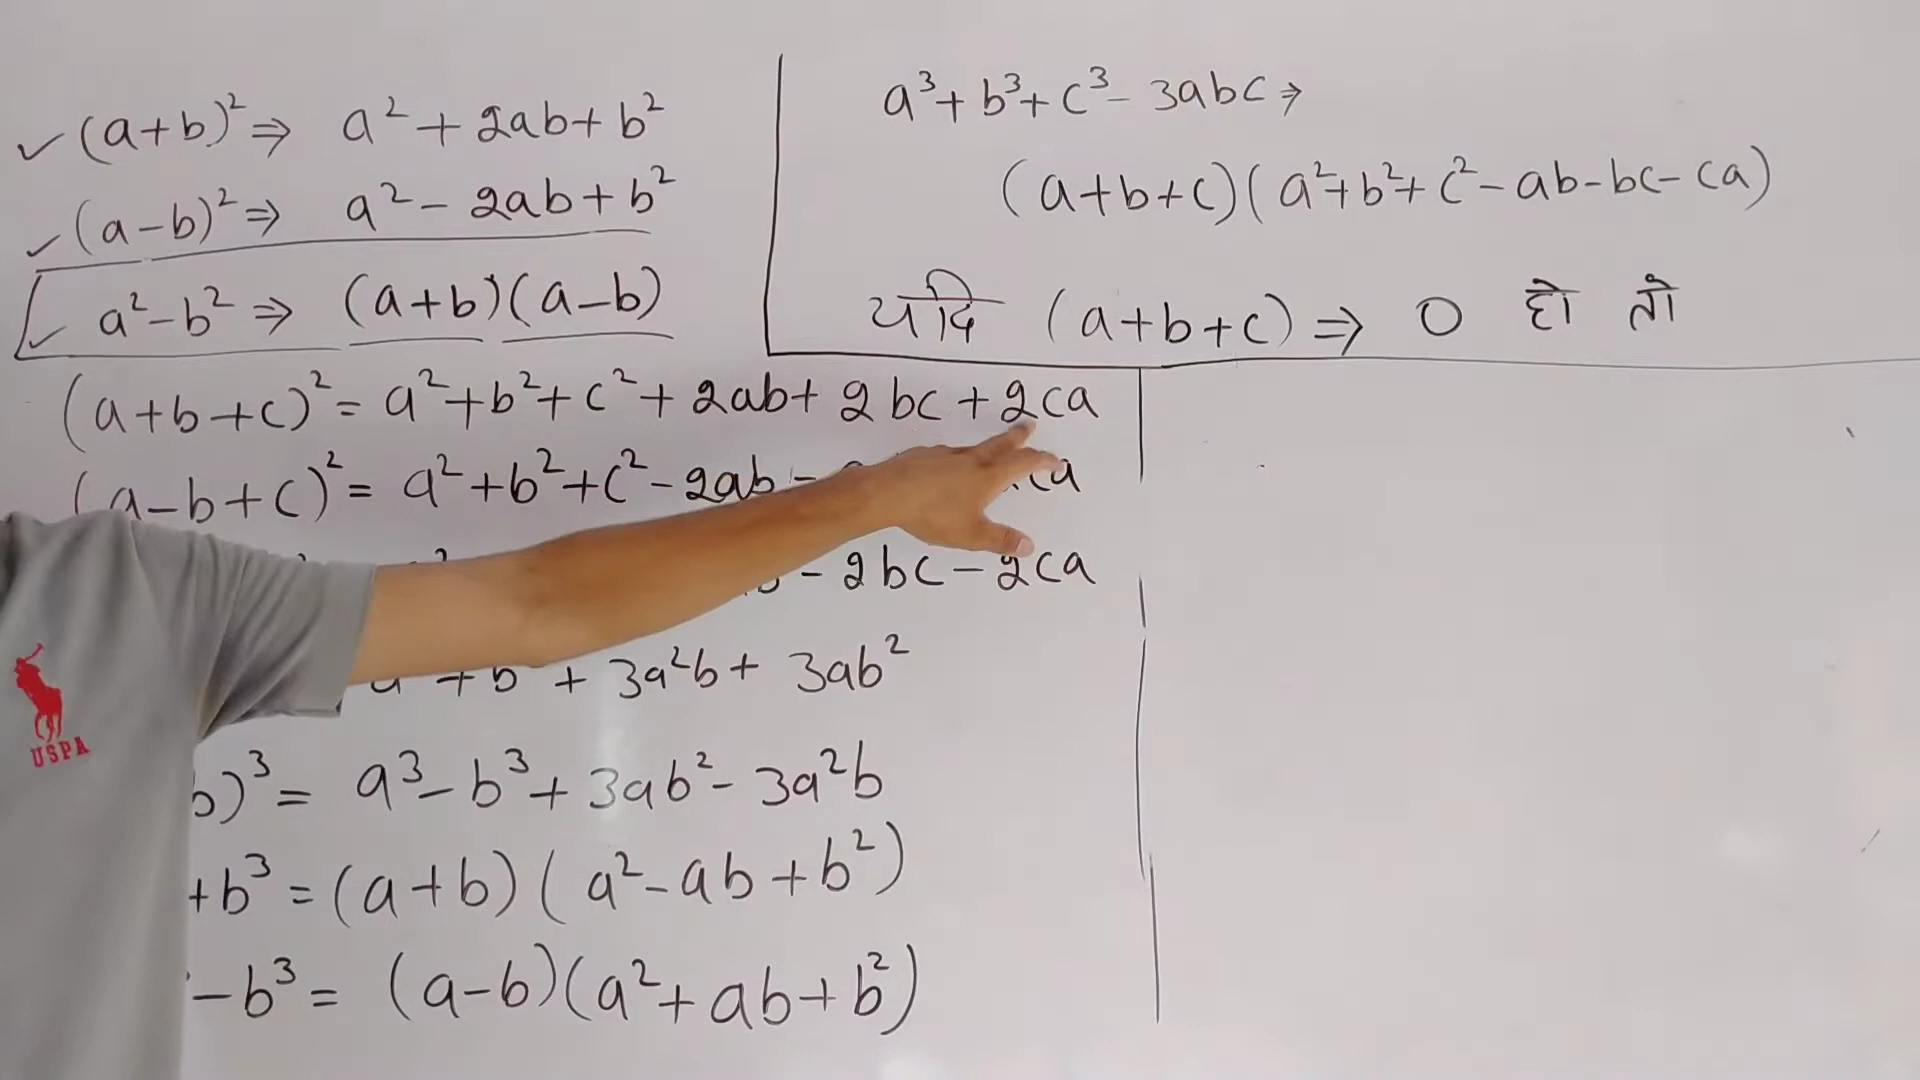 (a+b)² ⇒ a² + 2ab + b²
(a-b)² ⇒ a² - 2ab + b²
a² - b² ⇒ (a+b)(a-b)
a³ + b³ + c³ - 3abc ⇒
(a+b+c)(a² + b² + c² - ab - bc - ca)
यदि (a+b+c) ⇒ 0 हो तो
(a+b+c)² = a² + b² + c² + 2ab + 2bc + 2ca
(a-b+c)² = a² + b² + c² - 2ab - ca
- 2bc - 2ca
+ b + 3a²b + 3ab²
b)³ = a³ - b³ + 3ab² - 3a²b
+ b³ = (a+b)(a² - ab + b²)
- b³ = (a-b)(a² + ab + b²)
USPA